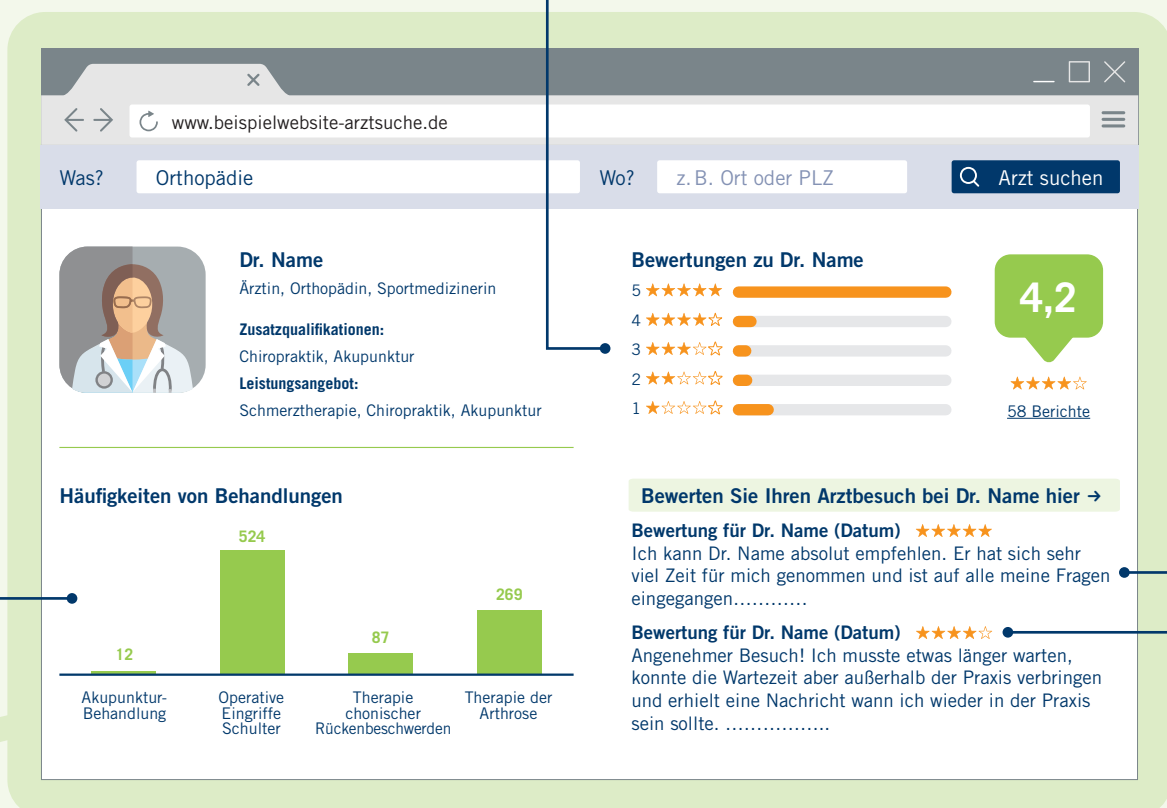 www.beispielwebsite-arztsuche.de
Was?
Orthopädie
Wo?
z. B. Ort oder PLZ
Arzt suchen
Dr. Name
Ärztin, Orthopädin, Sportmedizinerin
Zusatzqualifikationen:
Chiropraktik, Akupunktur
Leistungsangebot:
Schmerztherapie, Chiropraktik, Akupunktur
Bewertungen zu Dr. Name
5 ★★★★★
4 ★★★★☆
3 ★★★☆☆
2 ★★☆☆☆
1 ★☆☆☆☆
4,2
★★★★☆
58 Berichte
Häufigkeiten von Behandlungen
12
524
87
269
Akupunktur-
Behandlung
Operative
Eingriffe
Schulter
Therapie
chonischer
Rückenbeschwerden
Therapie der
Arthrose
Bewerten Sie Ihren Arztbesuch bei Dr. Name hier →
Bewertung für Dr. Name (Datum) ★★★★★
Ich kann Dr. Name absolut empfehlen. Er hat sich sehr
viel Zeit für mich genommen und ist auf alle meine Fragen
eingegangen…………
Bewertung für Dr. Name (Datum) ★★★★☆
Angenehmer Besuch! Ich musste etwas länger warten,
konnte die Wartezeit aber außerhalb der Praxis verbringen
und erhielt eine Nachricht wann ich wieder in der Praxis
sein sollte. ……………..